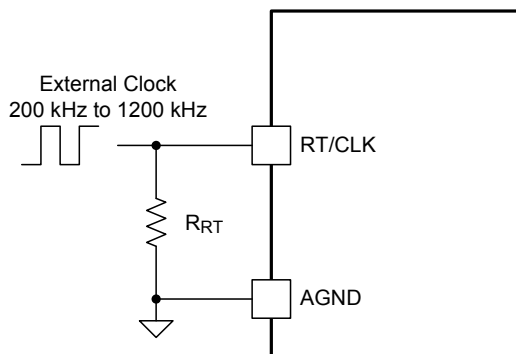 External Clock
200 kHz to 1200 kHz
RT/CLK
RRT
AGND